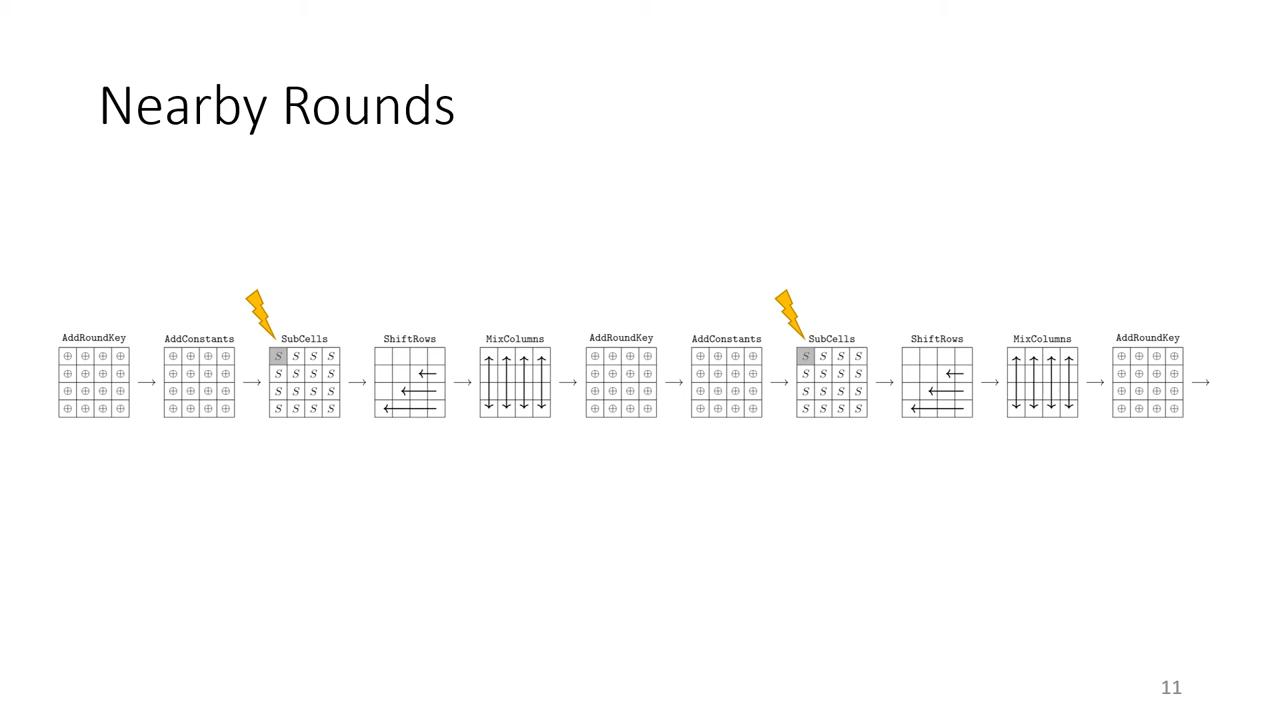 Nearby Rounds
AddRoundKey AddConstants SubCells ShiftRows MixColumns AddRoundKey AddConstants SubCells ShiftRows MixColumns AddRoundKey
⊕ ⊕ ⊕ ⊕ ⊕ ⊕ ⊕ ⊕ S S S S ⊕ ⊕ ⊕ ⊕ ⊕ ⊕ ⊕ ⊕ S S S S ⊕ ⊕ ⊕ ⊕
⊕ ⊕ ⊕ ⊕ ⊕ ⊕ ⊕ ⊕ S S S S ⊕ ⊕ ⊕ ⊕ ⊕ ⊕ ⊕ ⊕ S S S S ⊕ ⊕ ⊕ ⊕
⊕ ⊕ ⊕ ⊕ ⊕ ⊕ ⊕ ⊕ S S S S ⊕ ⊕ ⊕ ⊕ ⊕ ⊕ ⊕ ⊕ S S S S ⊕ ⊕ ⊕ ⊕
⊕ ⊕ ⊕ ⊕ ⊕ ⊕ ⊕ ⊕ S S S S ⊕ ⊕ ⊕ ⊕ ⊕ ⊕ ⊕ ⊕ S S S S ⊕ ⊕ ⊕ ⊕
11